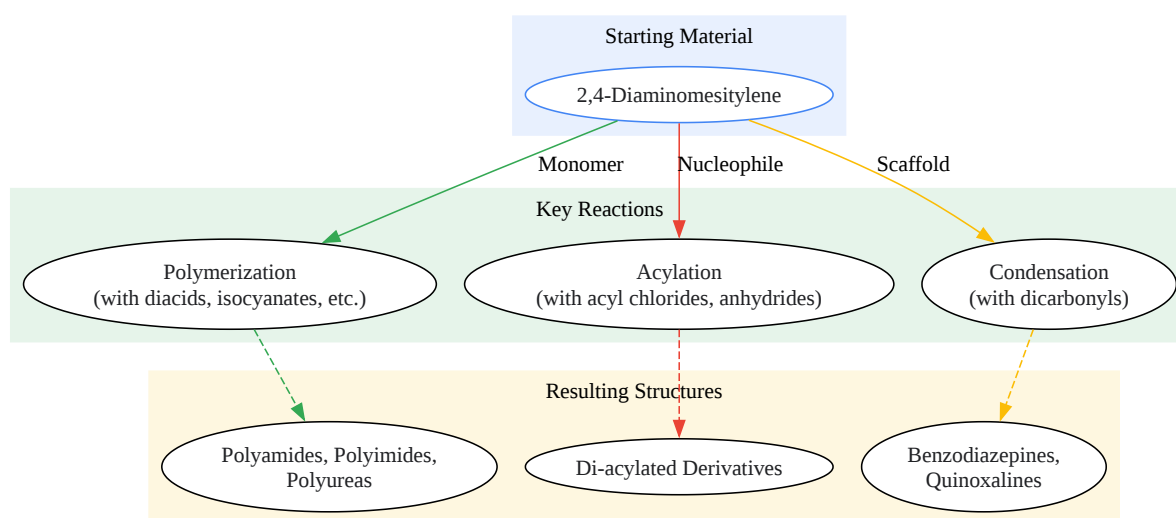 Starting Material
2,4-Diaminomesitylene
Monomer
Nucleophile
Scaffold
Key Reactions
Polymerization
(with diacids, isocyanates, etc.)
Acylation
(with acyl chlorides, anhydrides)
Condensation
(with dicarbonyls)
Resulting Structures
Polyamides, Polyimides,
Polyureas
Di-acylated Derivatives
Benzodiazepines,
Quinoxalines